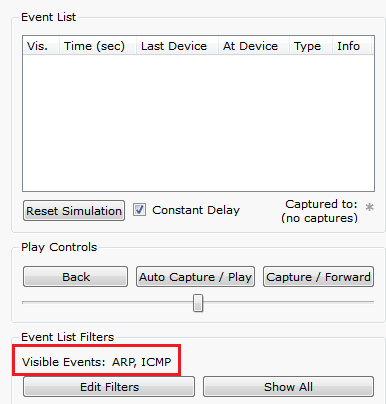 Event List
Vis. Time (sec) Last Device At Device Type Info
Reset Simulation Constant Delay Captured to: *
(no captures)
Play Controls
Back Auto Capture / Play Capture / Forward
Event List Filters
Visible Events: ARP, ICMP
Edit Filters Show All